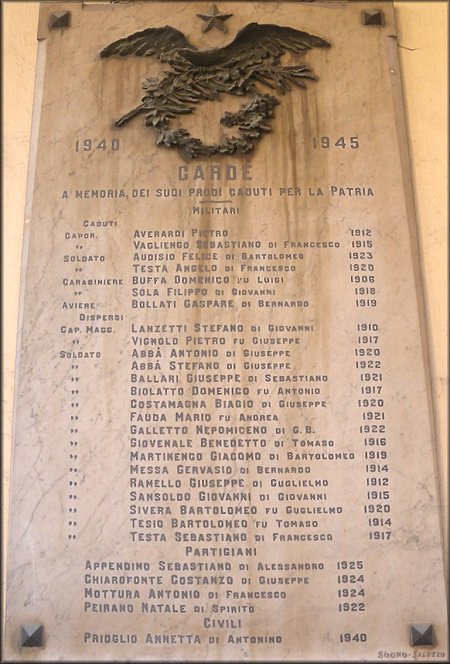 1940 1945
GARDE
A MEMORIA, DEI SUOI PRODI CADUTI PER LA PATRIA
MILITARI
CADUTI
CAPOR. AVERARDI PIETRO 1912
" VAGLIENGO SEBASTIANO DI FRANCESCO 1915
SOLDATO AUDISIO FELICE DI BARTOLOMEO 1923
" TESTA ANGELO DI FRANCESCO 1920
CARABINIERE BUFFA DOMENICO FU LUIGI 1906
" SOLA FILIPPO DI GIOVANNI 1918
AVIERE BOLLATI GASPARE DI BERNARDO 1919
DISPERSI
CAP. MAGG. LANZETTI STEFANO DI GIOVANNI 1910
" VIGNOLO PIETRO FU GIUSEPPE 1917
SOLDATO ABBÀ ANTONIO DI GIUSEPPE 1920
" ABBÀ STEFANO DI GIUSEPPE 1922
" BALLARI GIUSEPPE DI SEBASTIANO 1921
" BIOLATTO DOMENICO FU ANTONIO 1917
" COSTAMAGNA BIAGIO DI GIUSEPPE 1920
" FAUDA MARIO FU ANDREA 1921
" GALLETTO NEPOMICENO DI G.B. 1922
" GIOVENALE BENEDETTO DI TOMASO 1916
" MARTINENGO GIACOMO DI BARTOLOMEO 1919
" MESSA GERVASIO DI BERNARDO 1914
" RAMELLO GIUSEPPE DI GUGLIELMO 1912
" SANSOLDO GIOVANNI DI GIOVANNI 1915
" SIVERA BARTOLOMEO FU GUGLIELMO 1920
" TESIO BARTOLOMEO FU TOMASO 1914
" TESTA SEBASTIANO DI FRANCESCO 1917
PARTIGIANI
APPENDINO SEBASTIANO DI ALESSANDRO 1925
CHIAROFONTE COSTANZO DI GIUSEPPE 1924
MOTTURA ANTONIO DI FRANCESCO 1924
PEIRANO NATALE DI SPIRITO 1922
CIVILI
PRIOGLIO ANNETTA DI ANTONINO 1940
SOGNO-SALUZZO